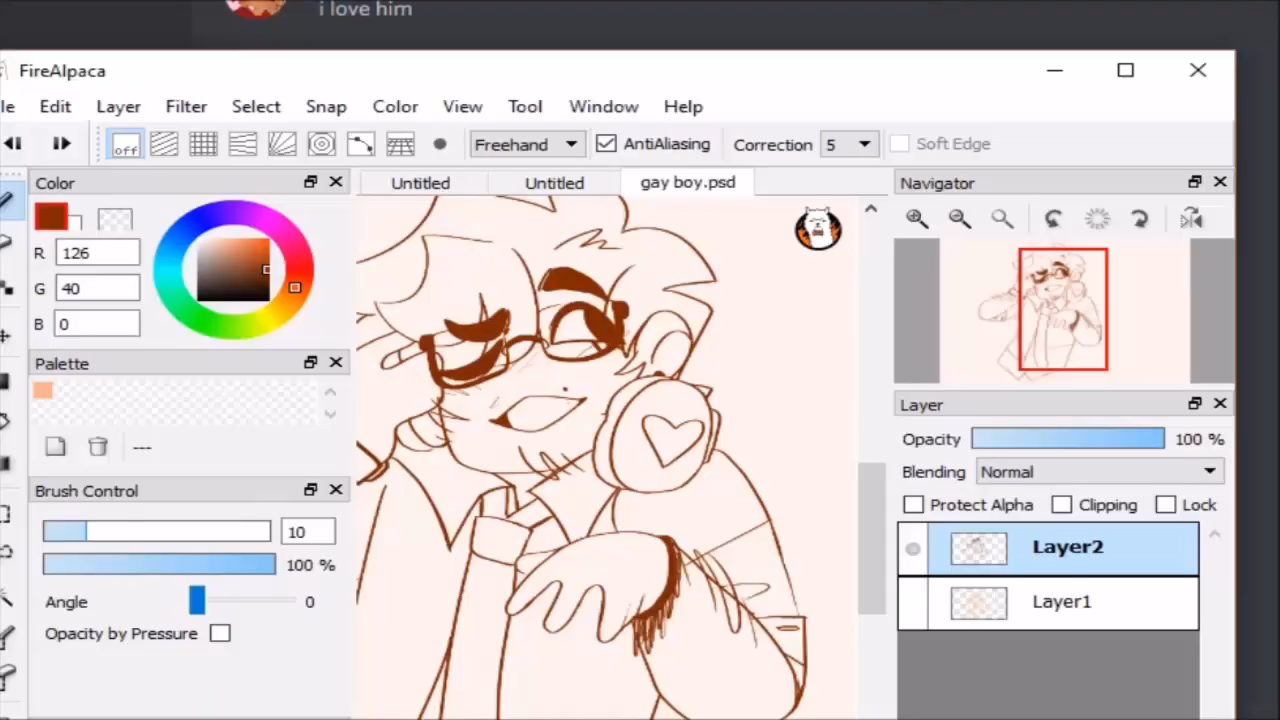 i love him
FireAlpaca
le Edit Layer Filter Select Snap Color View Tool Window Help
off Freehand AntiAliasing Correction 5 Soft Edge
Color Untitled Untitled gay boy.psd Navigator
R 126
G 40
B 0
Palette
---
Layer
Opacity 100 %
Blending Normal
Brush Control
Protect Alpha Clipping Lock
10
Layer2
100 %
Angle 0
Layer1
Opacity by Pressure